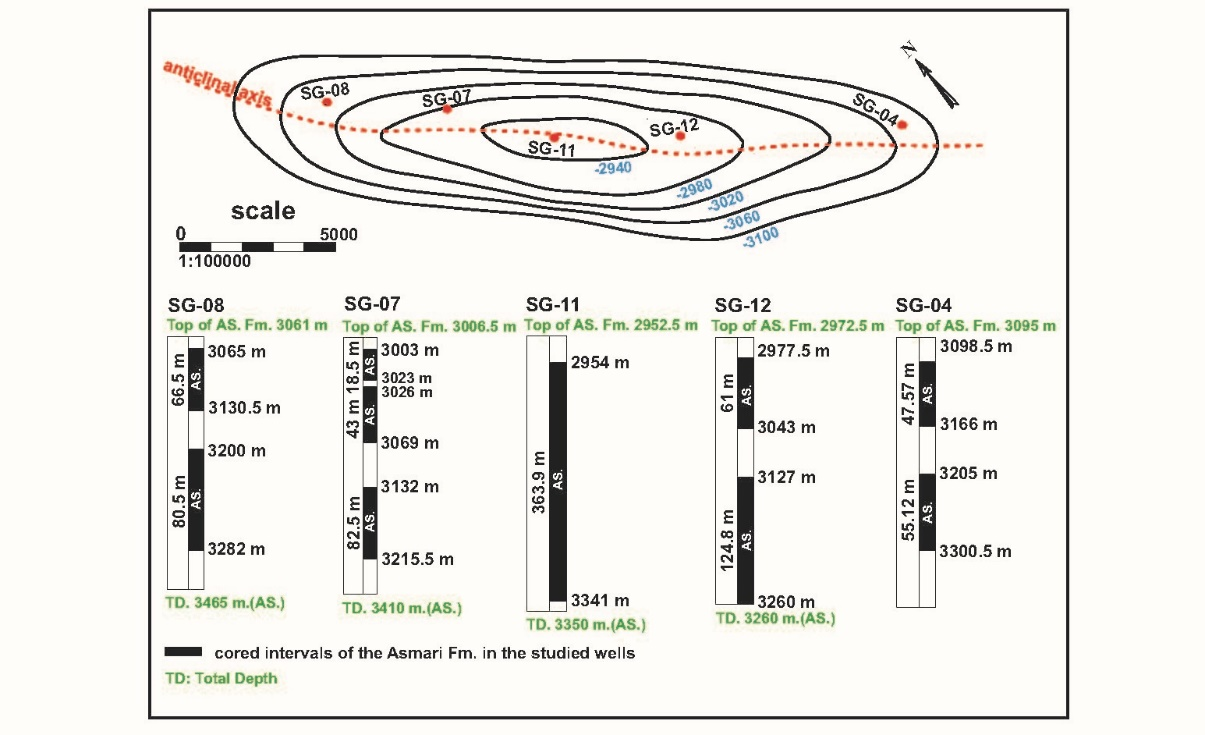 N
anticlinal axis
SG-08
SG-07
SG-04
SG-12
SG-11
-2940
-2980
-3020
-3060
-3100
scale
0 5000
1:100000
SG-08
Top of AS. Fm. 3061 m
66.5 m
AS.
3065 m
3130.5 m
3200 m
80.5 m
AS.
3282 m
TD. 3465 m.(AS.)
SG-07
Top of AS. Fm. 3006.5 m
18.5 m
AS.
3003 m
3023 m
3026 m
43 m
AS.
3069 m
3132 m
82.5 m
AS.
3215.5 m
TD. 3410 m.(AS.)
SG-11
Top of AS. Fm. 2952.5 m
2954 m
363.9 m
AS.
3341 m
TD. 3350 m.(AS.)
SG-12
Top of AS. Fm. 2972.5 m
2977.5 m
61 m
AS.
3043 m
3127 m
124.8 m
AS.
3260 m
TD. 3260 m.(AS.)
SG-04
Top of AS. Fm. 3095 m
3098.5 m
47.57 m
AS.
3166 m
3205 m
55.12 m
AS.
3300.5 m
cored intervals of the Asmari Fm. in the studied wells
TD: Total Depth